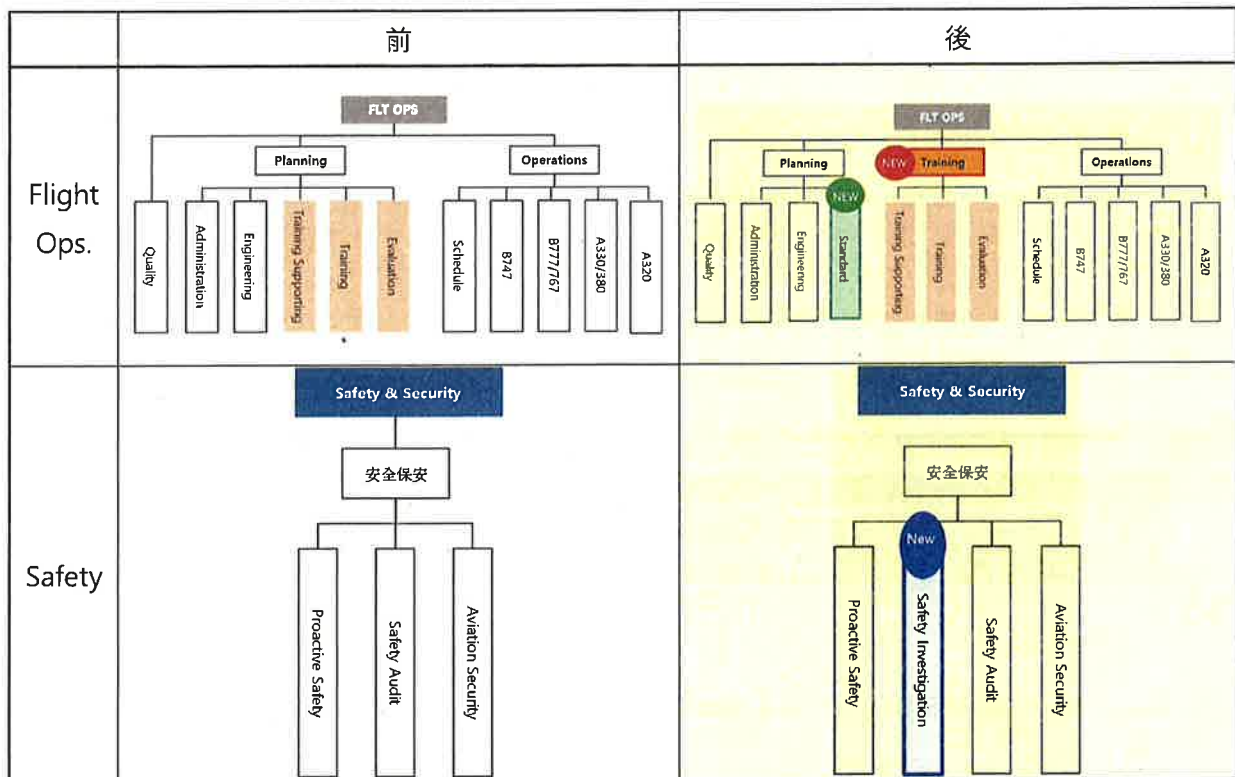 前
後
Flight
Ops.
FLT OPS
Planning
Operations
Quality
Administration
Engineering
Training Supporting
Training
Evaluation
Schedule
B747
B777/767
A330/380
A320
FLT OPS
Planning
NEW
Training
Operations
NEW
Quality
Administration
Engineering
Standard
Training Supporting
Training
Evaluation
Schedule
B747
B777/767
A330/380
A320
Safety
Safety & Security
安全保安
Proactive Safety
Safety Audit
Aviation Security
Safety & Security
安全保安
New
Proactive Safety
Safety Investigation
Safety Audit
Aviation Security